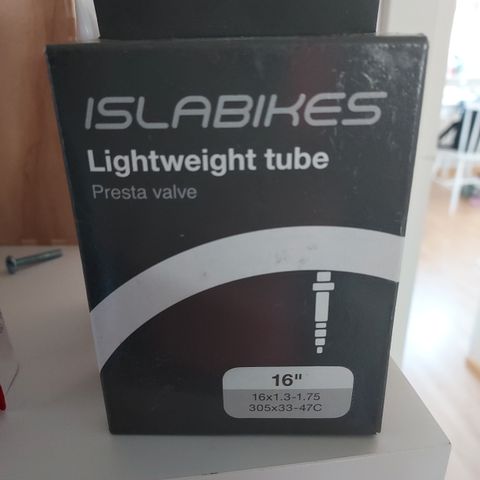 ISLABIKES
Lightweight tube
Presta valve
16"
16x1.3-1.75
305x33-47C